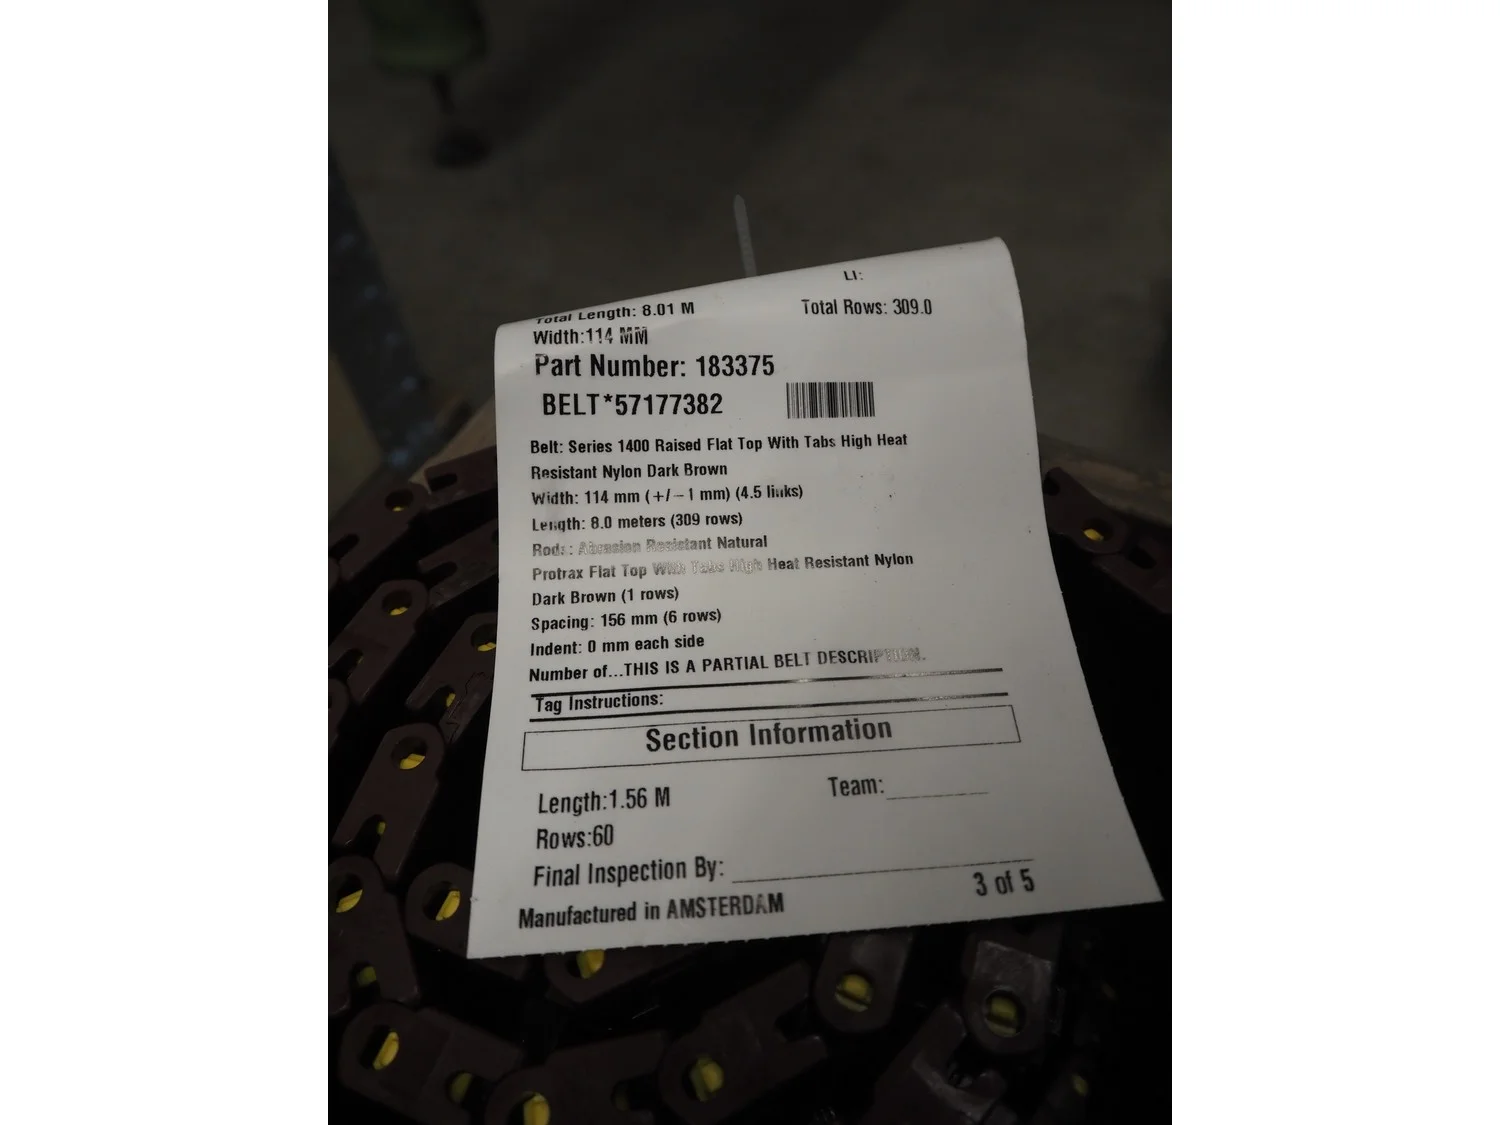 LI:
Total Length: 8.01 M Total Rows: 309.0
Width:114 MM
Part Number: 183375
BELT*57177382
Belt: Series 1400 Raised Flat Top With Tabs High Heat
Resistant Nylon Dark Brown
Width: 114 mm (+/-1 mm) (4.5 links)
Length: 8.0 meters (309 rows)
Rods: Abrasion Resistant Natural
Protrax Flat Top With Tabs High Heat Resistant Nylon
Dark Brown (1 rows)
Spacing: 156 mm (6 rows)
Indent: 0 mm each side
Number of...THIS IS A PARTIAL BELT DESCRIPTION.
Tag Instructions:
Section Information
Length:1.56 M Team:
Rows:60
Final Inspection By:
3 of 5
Manufactured in AMSTERDAM